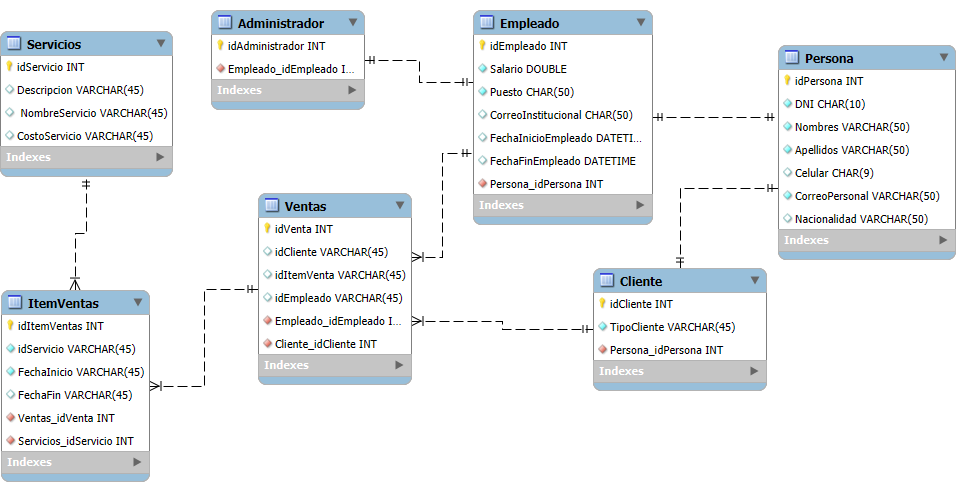 Servicios
idServicio INT
Descripcion VARCHAR(45)
NombreServicio VARCHAR(45)
CostoServicio VARCHAR(45)
Indexes
Administrador
idAdministrador INT
Empleado_idEmpleado I...
Indexes
Empleado
idEmpleado INT
Salario DOUBLE
Puesto CHAR(50)
CorreoInstitucional CHAR(50)
FechaInicioEmpleado DATETI...
FechaFinEmpleado DATETIME
Persona_idPersona INT
Indexes
Persona
idPersona INT
DNI CHAR(10)
Nombres VARCHAR(50)
Apellidos VARCHAR(50)
Celular CHAR(9)
CorreoPersonal VARCHAR(50)
Nacionalidad VARCHAR(50)
Indexes
Ventas
idVenta INT
idCliente VARCHAR(45)
idItemVenta VARCHAR(45)
idEmpleado VARCHAR(45)
Empleado_idEmpleado I...
Cliente_idCliente INT
Indexes
Cliente
idCliente INT
TipoCliente VARCHAR(45)
Persona_idPersona INT
Indexes
ItemVentas
idItemVentas INT
idServicio VARCHAR(45)
FechaInicio VARCHAR(45)
FechaFin VARCHAR(45)
Ventas_idVenta INT
Servicios_idServicio INT
Indexes